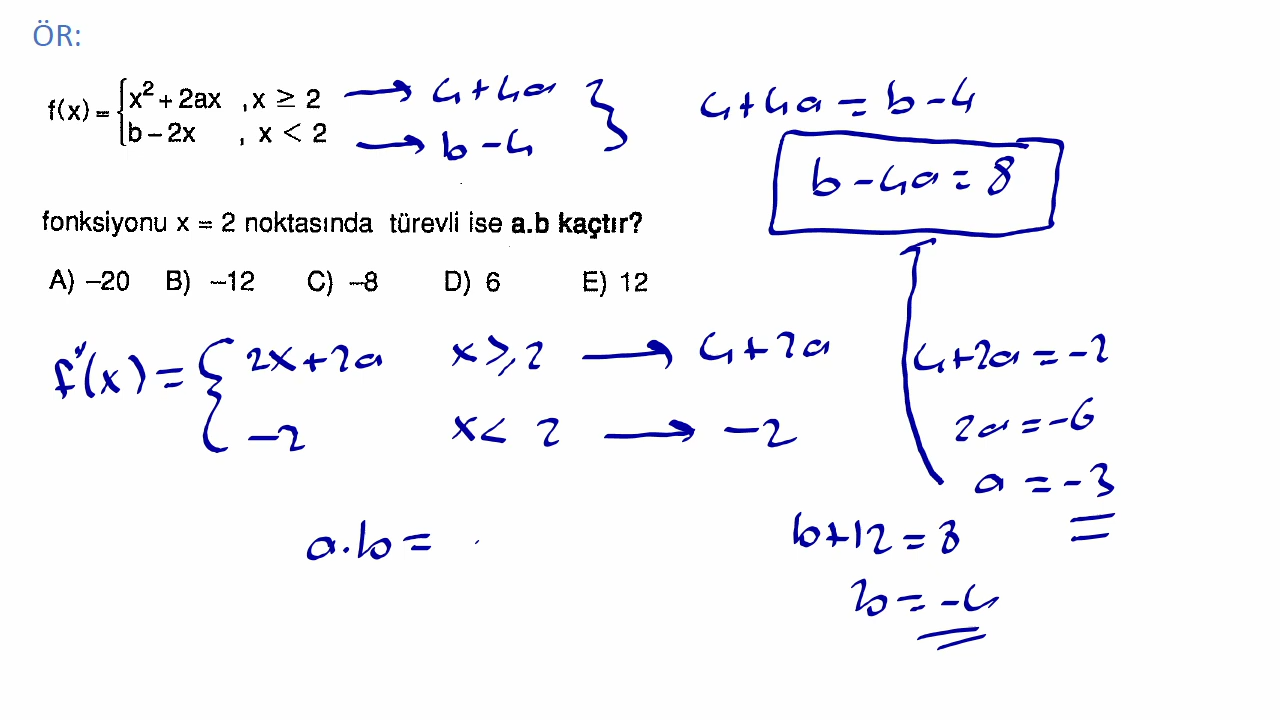 ÖR:
f(x) = { x² + 2ax , x ≥ 2 → 4+4a
b – 2x , x < 2 → b-4 }
4+4a = b-4
b-4a = 8
fonksiyonu x = 2 noktasında türevli ise a.b kaçtır?
A) –20 B) –12 C) –8 D) 6 E) 12
f'(x) = { 2x+2a x ≥ 2 → 4+2a
-2 x < 2 → -2
4+2a = -2
2a = -6
a = -3
b+12 = 8
b = -4
a.b =